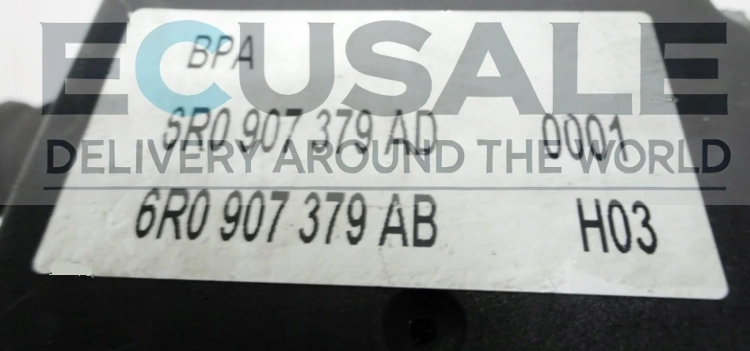 ECUSALE
BPA
6R0 907 379 AD 0001
DELIVERY AROUND THE WORLD
6R0 907 379 AB H03